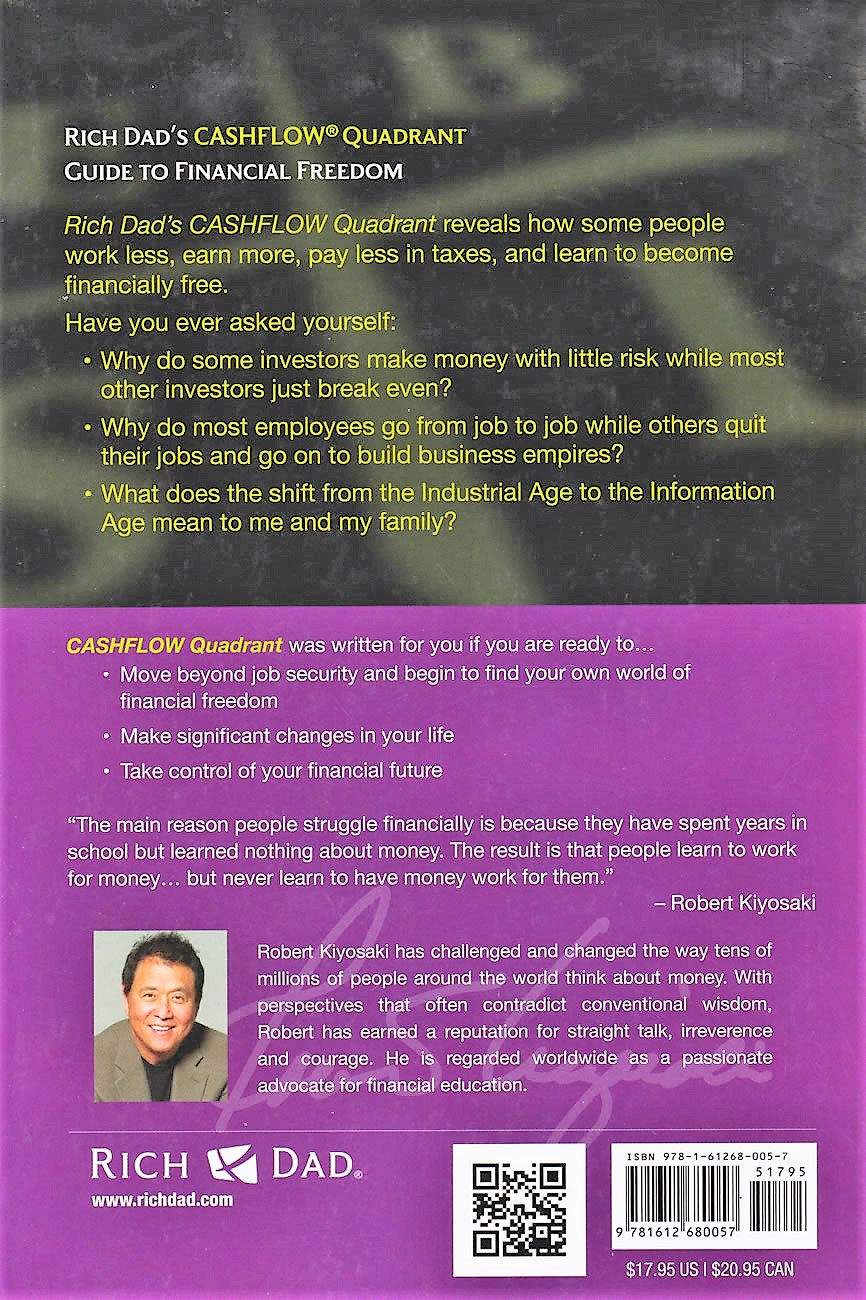 RICH DAD'S CASHFLOW® QUADRANT
GUIDE TO FINANCIAL FREEDOM
Rich Dad's CASHFLOW Quadrant reveals how some people
work less, earn more, pay less in taxes, and learn to become
financially free.
Have you ever asked yourself:
• Why do some investors make money with little risk while most
other investors just break even?
• Why do most employees go from job to job while others quit
their jobs and go on to build business empires?
• What does the shift from the Industrial Age to the Information
Age mean to me and my family?
CASHFLOW Quadrant was written for you if you are ready to…
• Move beyond job security and begin to find your own world of
financial freedom
• Make significant changes in your life
• Take control of your financial future
“The main reason people struggle financially is because they have spent years in
school but learned nothing about money. The result is that people learn to work
for money… but never learn to have money work for them.”
– Robert Kiyosaki
Robert Kiyosaki has challenged and changed the way tens of
millions of people around the world think about money. With
perspectives that often contradict conventional wisdom,
Robert has earned a reputation for straight talk, irreverence
and courage. He is regarded worldwide as a passionate
advocate for financial education.
RICH DAD®
www.richdad.com
ISBN 978-1-61268-005-7
51795
9 781612 680057
$17.95 US | $20.95 CAN